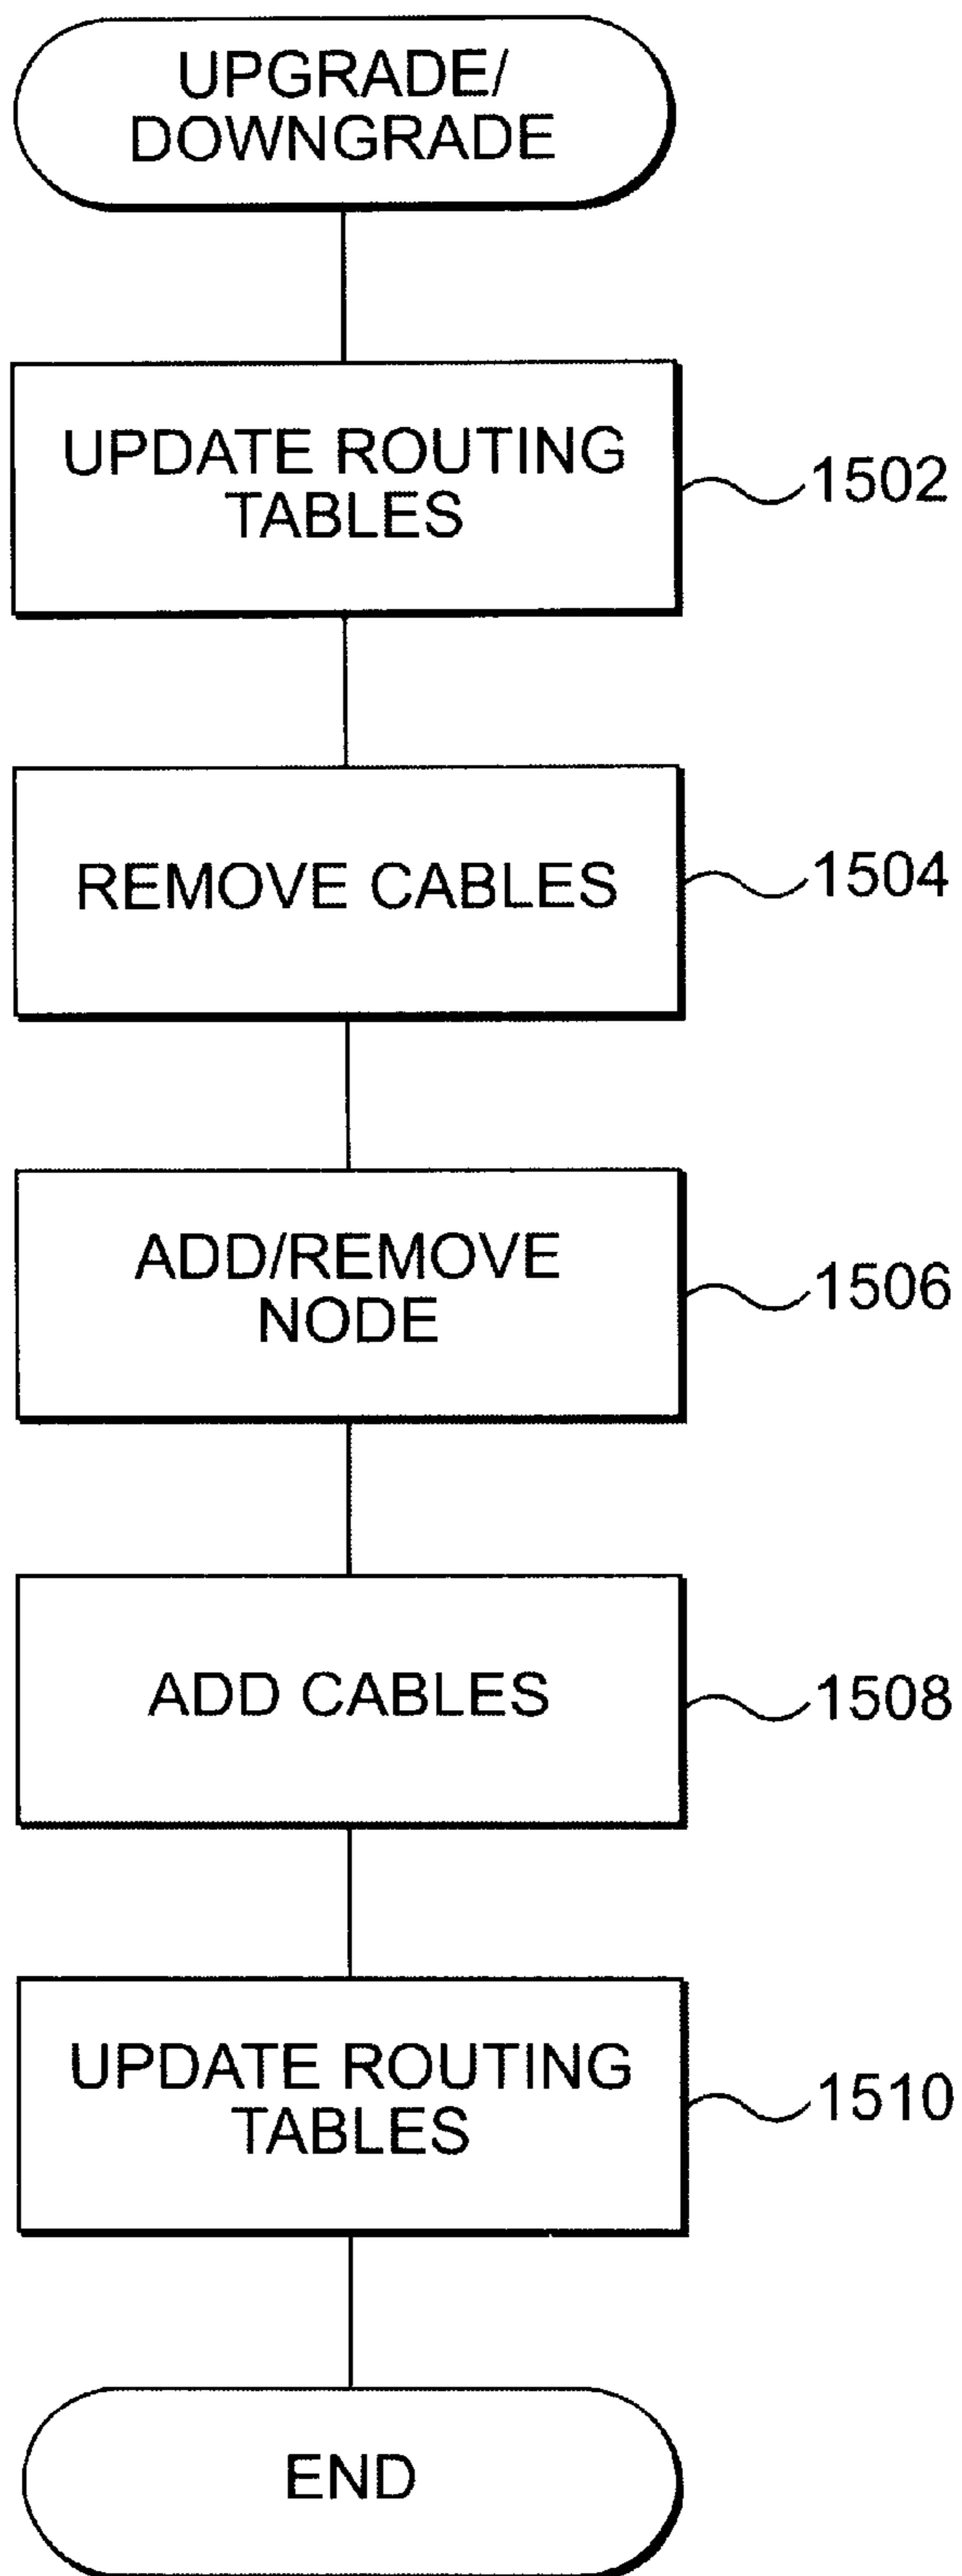 UPGRADE/
DOWNGRADE
UPDATE ROUTING
TABLES
1502
REMOVE CABLES
1504
ADD/REMOVE
NODE
1506
ADD CABLES
1508
UPDATE ROUTING
TABLES
1510
END